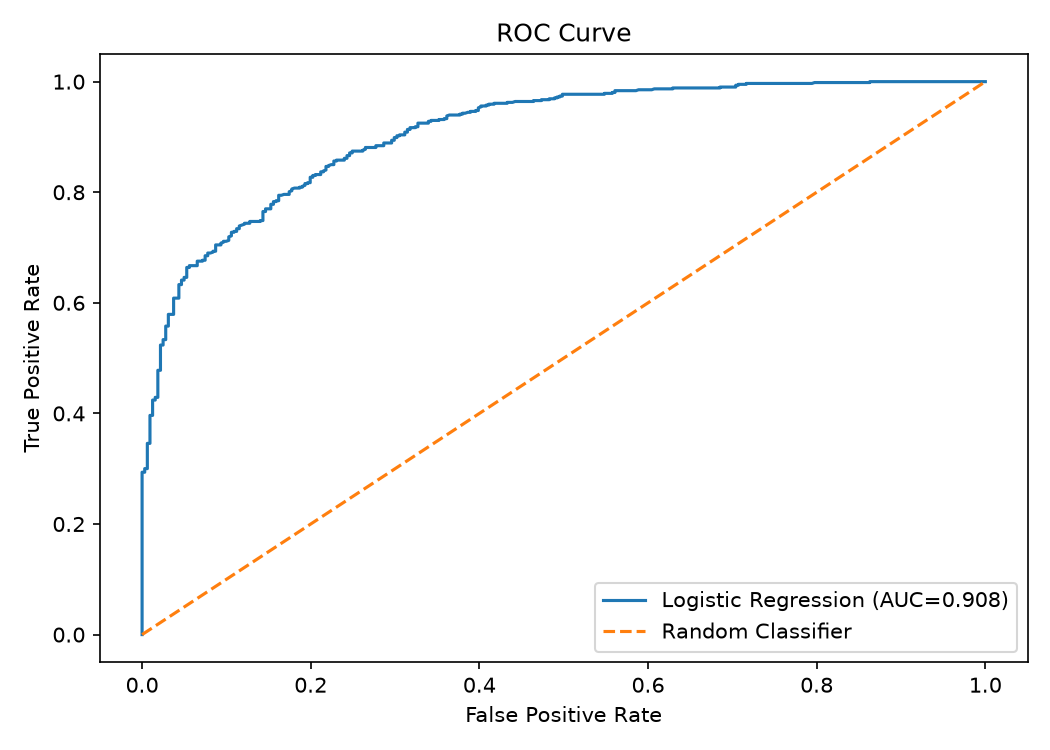 ROC Curve
1.0
0.8
0.6
0.4
0.2
0.0
True Positive Rate
0.0 0.2 0.4 0.6 0.8 1.0
False Positive Rate
Logistic Regression (AUC=0.908)
Random Classifier